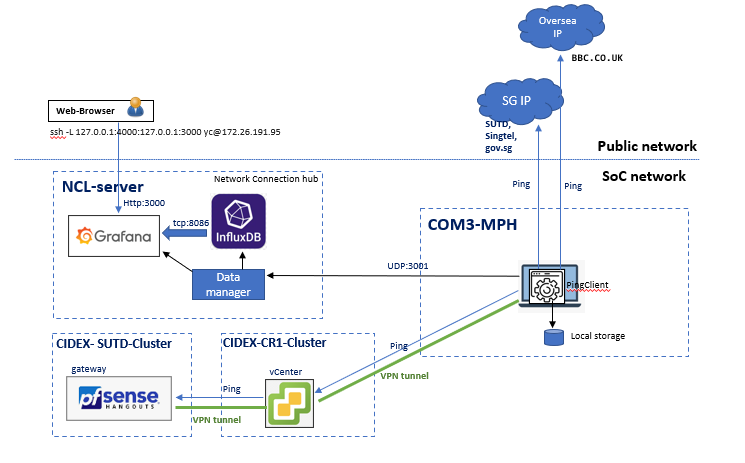 Oversea
IP
BBC.CO.UK
SG IP
SUTD,
Singtel,
gov.sg
Web-Browser
ssh -L 127.0.0.1:4000:127.0.0.1:3000 yc@172.26.191.95
Public network
SoC network
Ping
Ping
NCL-server
Network Connection hub
Http:3000
Grafana
tcp:8086
InfluxDB
Data
manager
UDP:3001
COM3-MPH
PingClient
Local storage
CIDEX- SUTD-Cluster
gateway
pfsense
HANGOUTS
CIDEX-CR1-Cluster
vCenter
Ping
VPN tunnel
Ping
VPN tunnel